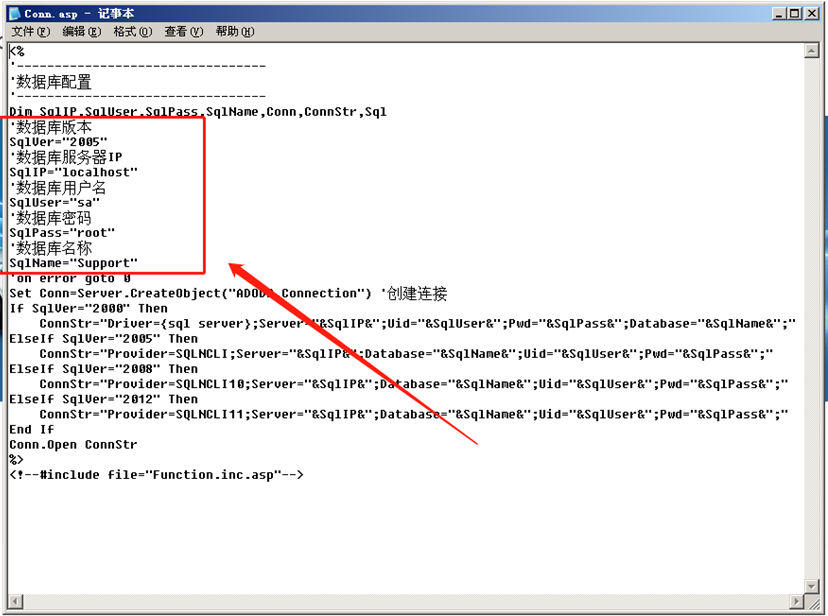 Conn.asp - 记事本
文件(F) 编辑(E) 格式(O) 查看(V) 帮助(H)
<%
'---------------------------------
'数据库配置
'---------------------------------
Dim SqlIP,SqlUser,SqlPass,SqlName,Conn,ConnStr,Sql
'数据库版本
SqlVer="2005"
'数据库服务器IP
SqlIP="localhost"
'数据库用户名
SqlUser="sa"
'数据库密码
SqlPass="root"
'数据库名称
SqlName="Support"
'on error goto 0
Set Conn=Server.CreateObject("ADODB.Connection") '创建连接
If SqlVer="2000" Then
    ConnStr="Driver={sql server};Server="&SqlIP&";Uid="&SqlUser&";Pwd="&SqlPass&";Database="&SqlName&";"
ElseIf SqlVer="2005" Then
    ConnStr="Provider=SQLNCLI;Server="&SqlIP&";Database="&SqlName&";Uid="&SqlUser&";Pwd="&SqlPass&";"
ElseIf SqlVer="2008" Then
    ConnStr="Provider=SQLNCLI10;Server="&SqlIP&";Database="&SqlName&";Uid="&SqlUser&";Pwd="&SqlPass&";"
ElseIf SqlVer="2012" Then
    ConnStr="Provider=SQLNCLI11;Server="&SqlIP&";Database="&SqlName&";Uid="&SqlUser&";Pwd="&SqlPass&";"
End If
Conn.Open ConnStr
%>
<!--#include file="Function.inc.asp"-->